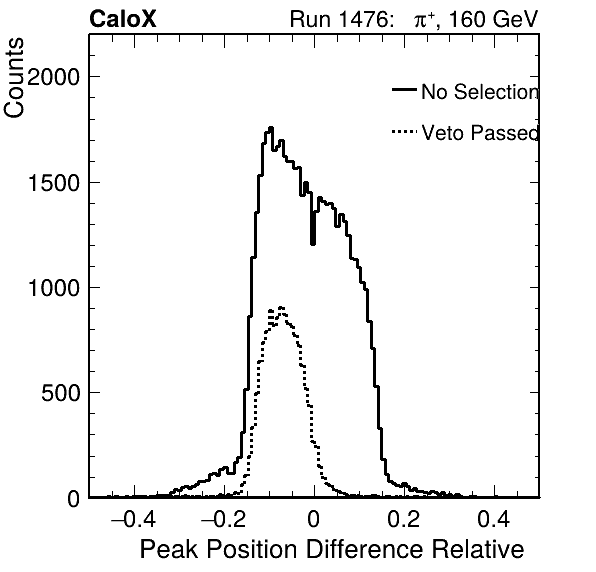 CaloX Run 1476: π⁺, 160 GeV
Counts
2000
1500
1000
500
0
No Selection
Veto Passed
−0.4 −0.2 0 0.2 0.4
Peak Position Difference Relative